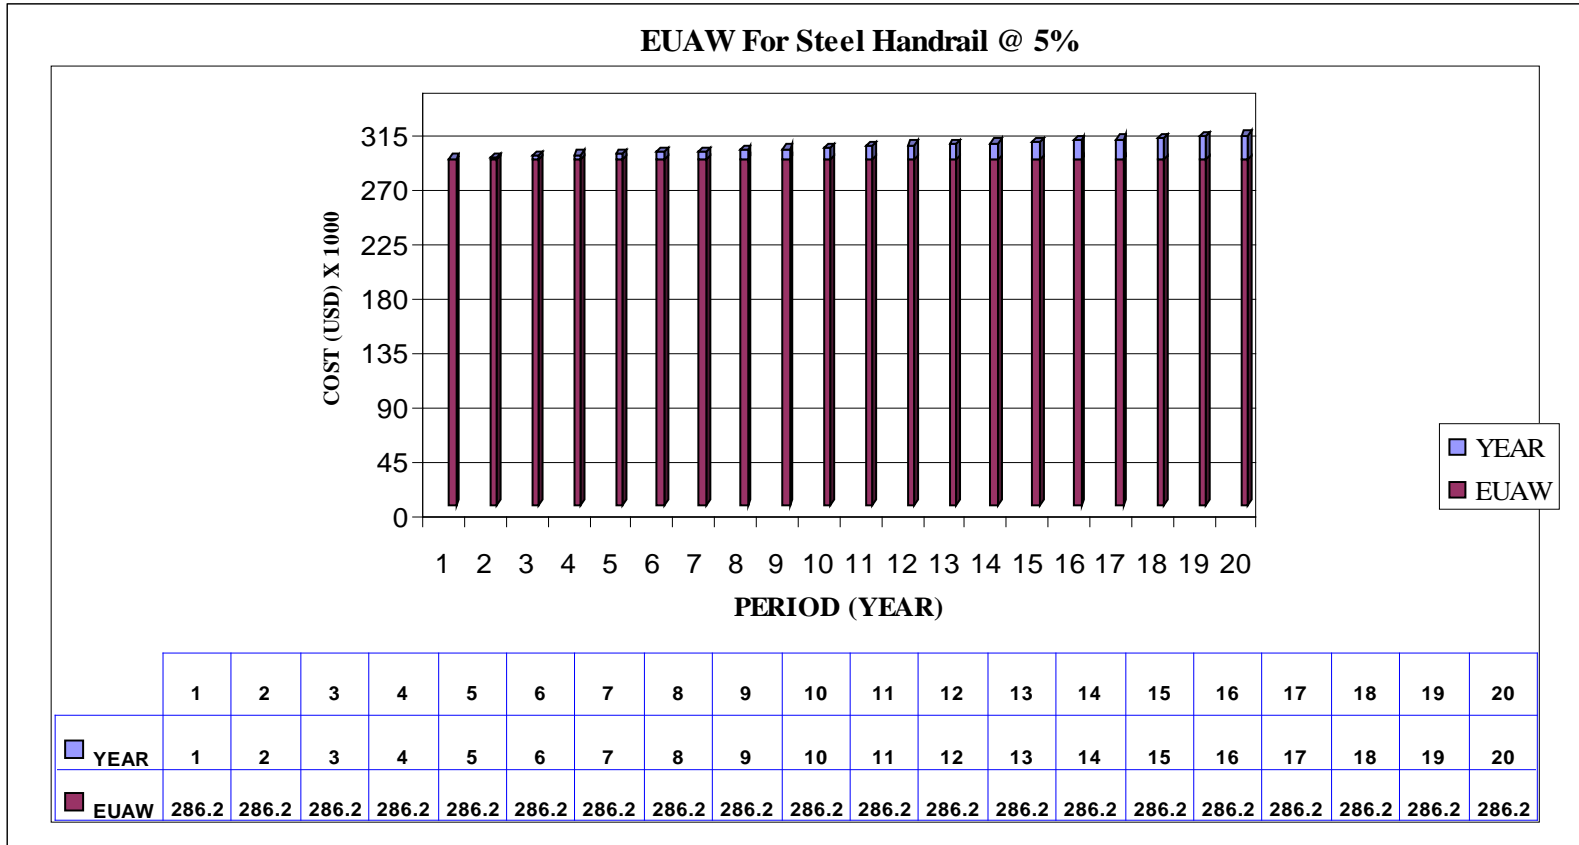 EUAW For Steel Handrail @ 5%
315
270
225
180
135
90
45
0
COST (USD) X 1000
1 2 3 4 5 6 7 8 9 10 11 12 13 14 15 16 17 18 19 20
PERIOD (YEAR)
YEAR
EUAW
1 2 3 4 5 6 7 8 9 10 11 12 13 14 15 16 17 18 19 20
YEAR 1 2 3 4 5 6 7 8 9 10 11 12 13 14 15 16 17 18 19 20
EUAW 286.2 286.2 286.2 286.2 286.2 286.2 286.2 286.2 286.2 286.2 286.2 286.2 286.2 286.2 286.2 286.2 286.2 286.2 286.2 286.2